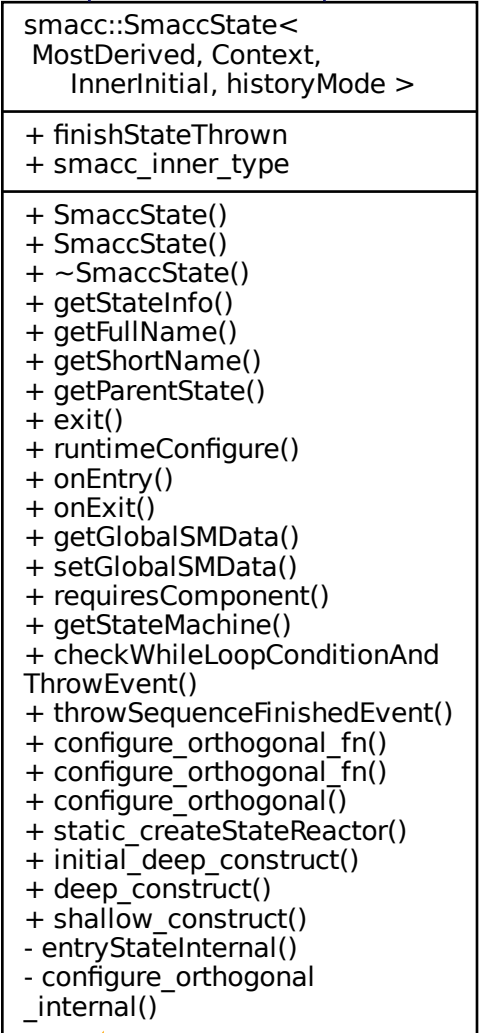 smacc::SmaccState<
MostDerived, Context,
InnerInitial, historyMode >
+ finishStateThrown
+ smacc_inner_type
+ SmaccState()
+ SmaccState()
+ ~SmaccState()
+ getStateInfo()
+ getFullName()
+ getShortName()
+ getParentState()
+ exit()
+ runtimeConfigure()
+ onEntry()
+ onExit()
+ getGlobalSMData()
+ setGlobalSMData()
+ requiresComponent()
+ getStateMachine()
+ checkWhileLoopConditionAnd
ThrowEvent()
+ throwSequenceFinishedEvent()
+ configure_orthogonal_fn()
+ configure_orthogonal_fn()
+ configure_orthogonal()
+ static_createStateReactor()
+ initial_deep_construct()
+ deep_construct()
+ shallow_construct()
- entryStateInternal()
- configure_orthogonal
_internal()